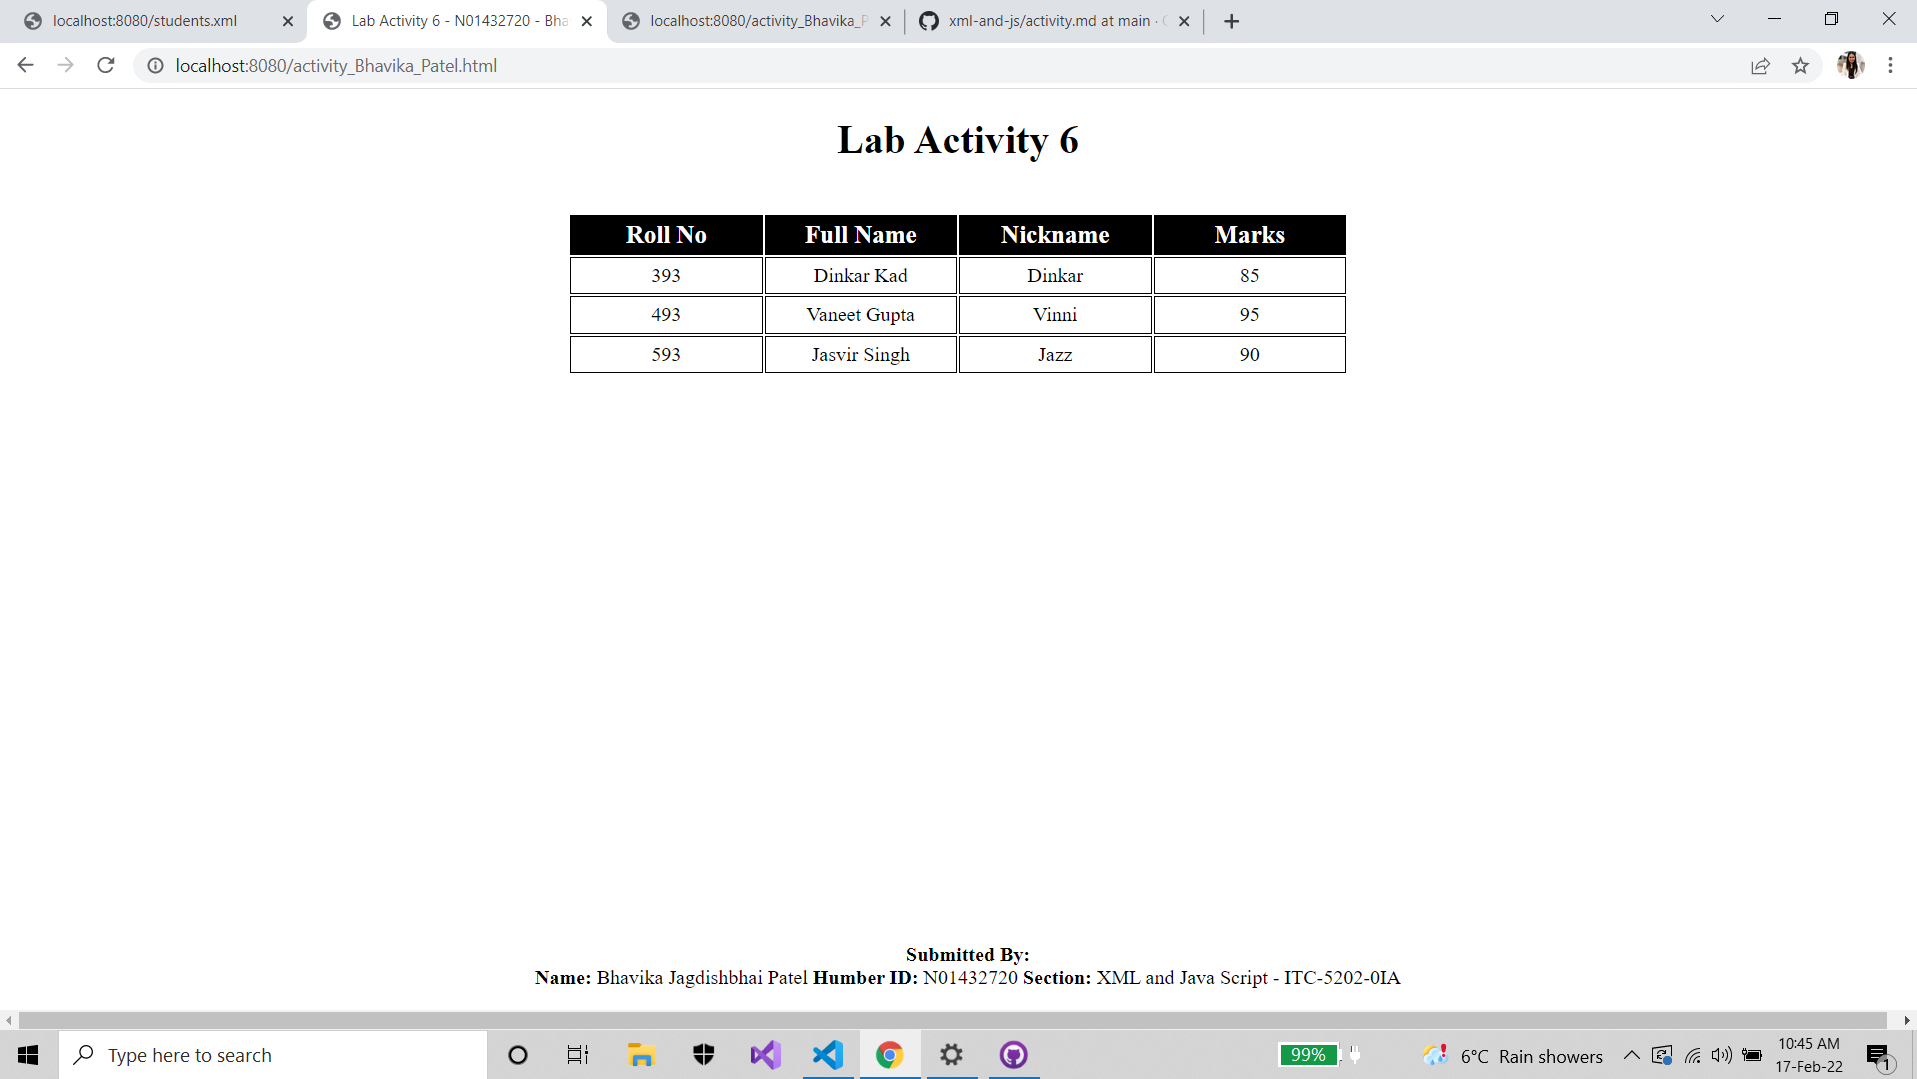 localhost:8080/students.xml
Lab Activity 6 - N01432720 - Bha
localhost:8080/activity_Bhavika_P
xml-and-js/activity.md at main ·
localhost:8080/activity_Bhavika_Patel.html
Lab Activity 6
Roll No Full Name Nickname Marks
393 Dinkar Kad Dinkar 85
493 Vaneet Gupta Vinni 95
593 Jasvir Singh Jazz 90
Submitted By:
Name: Bhavika Jagdishbhai Patel Humber ID: N01432720 Section: XML and Java Script - ITC-5202-0IA
Type here to search
99%
6°C Rain showers
10:45 AM
17-Feb-22
1